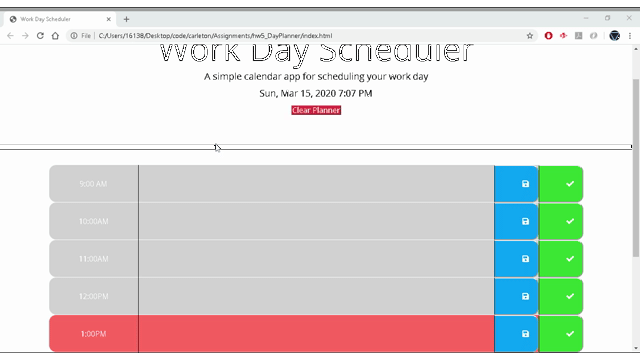 Work Day Scheduler
File | C:/Users/16138/Desktop/code/carleton/Assignments/hw5_DayPlanner/index.html
Work Day Scheduler
A simple calendar app for scheduling your work day
Sun, Mar 15, 2020 7:07 PM
Clear Planner
9:00 AM
10:00AM
11:00AM
12:00PM
1:00PM